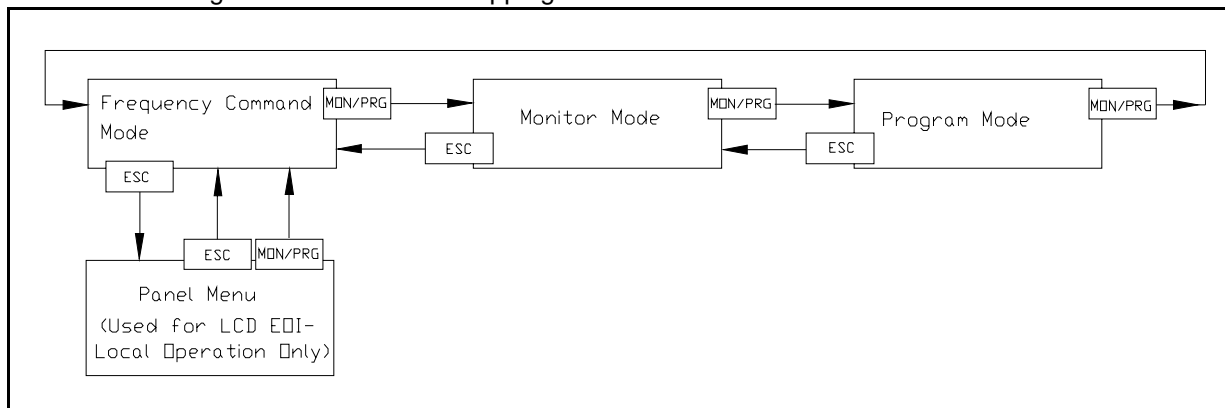 Frequency Command
Mode
MON/PRG
Monitor Mode
MON/PRG
Program Mode
MON/PRG
ESC
ESC
ESC
ESC
MON/PRG
Panel Menu
(Used for LCD EOI-
Local Operation Only)